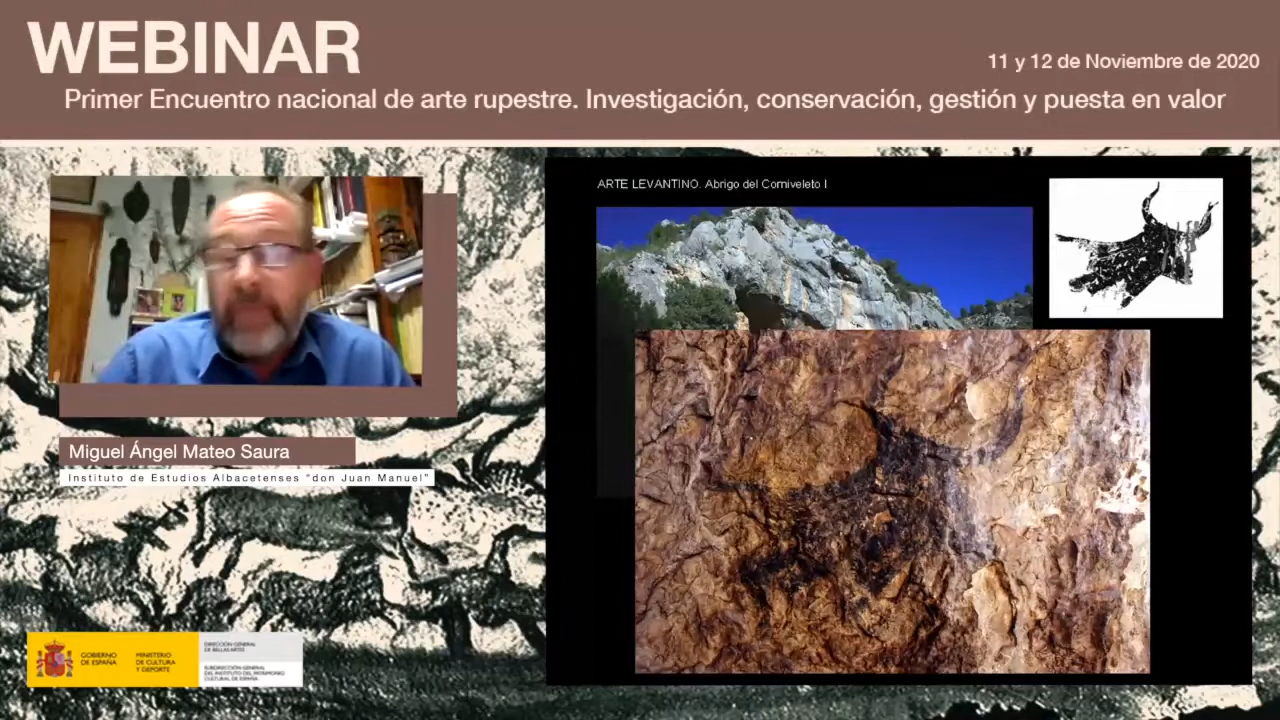 WEBINAR
11 y 12 de Noviembre de 2020
Primer Encuentro nacional de arte rupestre. Investigación, conservación, gestión y puesta en valor
ARTE LEVANTINO. Abrigo del Corniveleto I
Miguel Ángel Mateo Saura
Instituto de Estudios Albacetenses "don Juan Manuel"
GOBIERNO
DE ESPAÑA
MINISTERIO
DE CULTURA
Y DEPORTE
DIRECCIÓN GENERAL
DE BELLAS ARTES
SUBDIRECCIÓN GENERAL
DEL INSTITUTO DEL PATRIMONIO
CULTURAL DE ESPAÑA